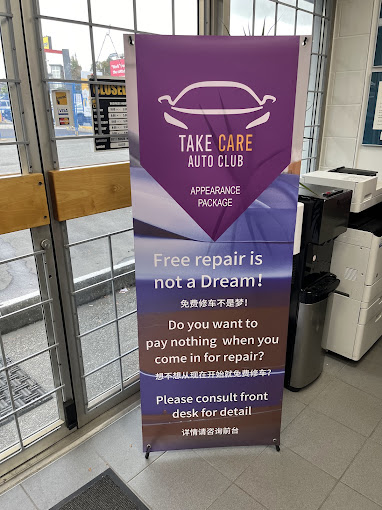 CLOSED
VISA
TAKE CARE
AUTO CLUB
APPEARANCE
PACKAGE
Free repair is
not a Dream!
免费修车不是梦!
Do you want to
pay nothing when you
come in for repair?
想不想从现在开始就免费修车?
Please consult front
desk for detail
详情请咨询前台